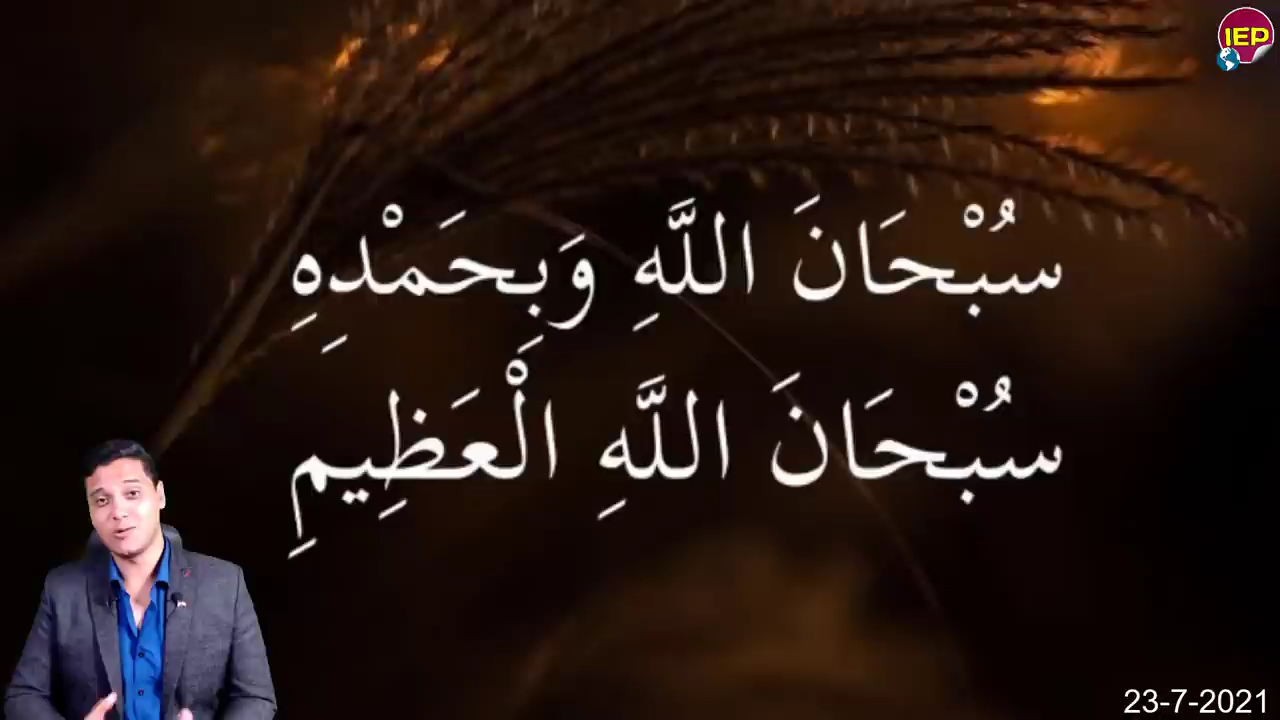 IEP
سُبْحَانَ اللَّهِ وَبِحَمْدِهِ
سُبْحَانَ اللَّهِ الْعَظِيمِ
23-7-2021